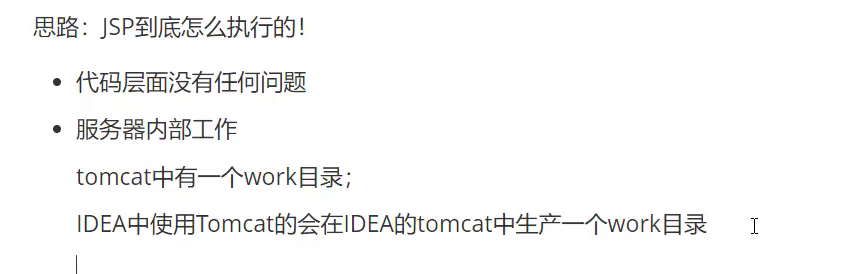 思路：JSP到底怎么执行的！
代码层面没有任何问题
服务器内部工作
tomcat中有一个work目录；
IDEA中使用Tomcat的会在IDEA的tomcat中生产一个work目录